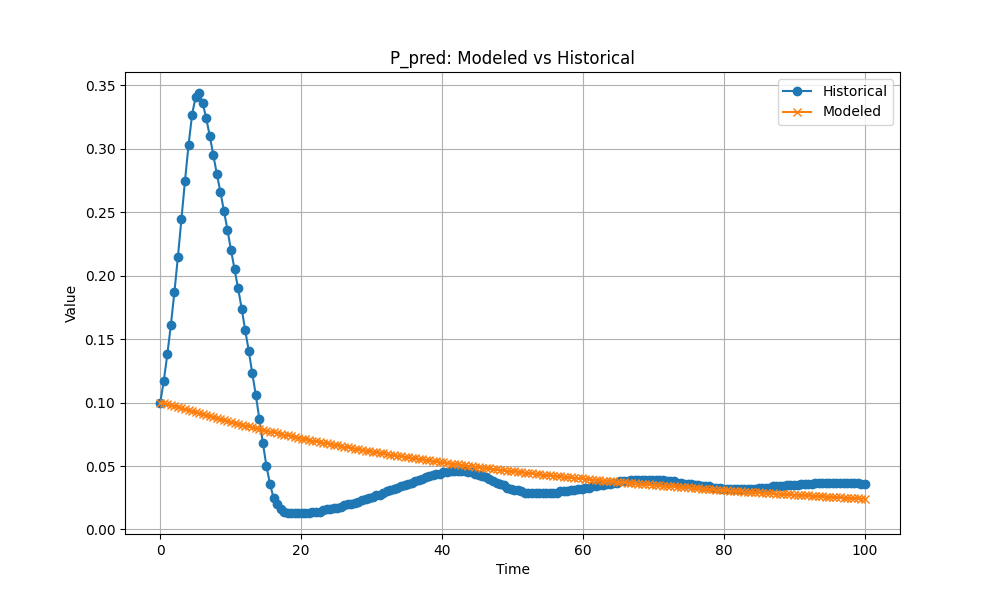 P_pred: Modeled vs Historical
Historical
Modeled
0.35
0.30
0.25
0.20
0.15
0.10
0.05
0.00
Value
0 20 40 60 80 100
Time